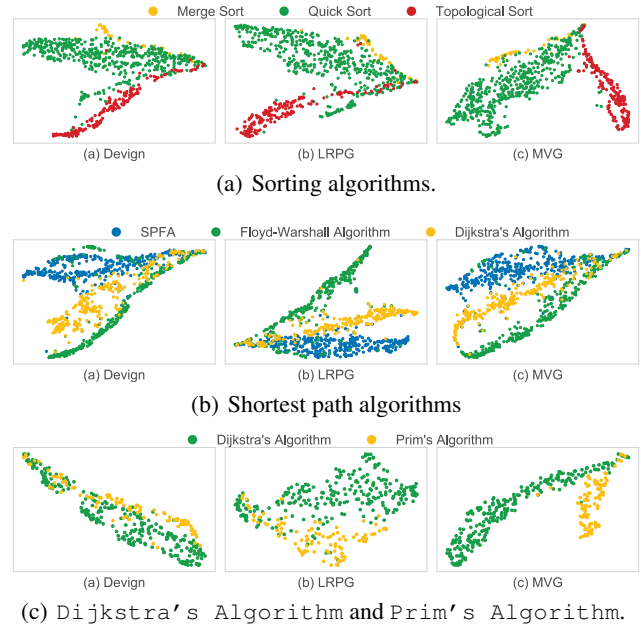 Merge Sort Quick Sort Topological Sort
(a) Devign (b) LRPG (c) MVG
(a) Sorting algorithms.
SPFA Floyd-Warshall Algorithm Dijkstra's Algorithm
(a) Devign (b) LRPG (c) MVG
(b) Shortest path algorithms
Dijkstra's Algorithm Prim's Algorithm
(a) Devign (b) LRPG (c) MVG
(c) Dijkstra's Algorithm and Prim's Algorithm.